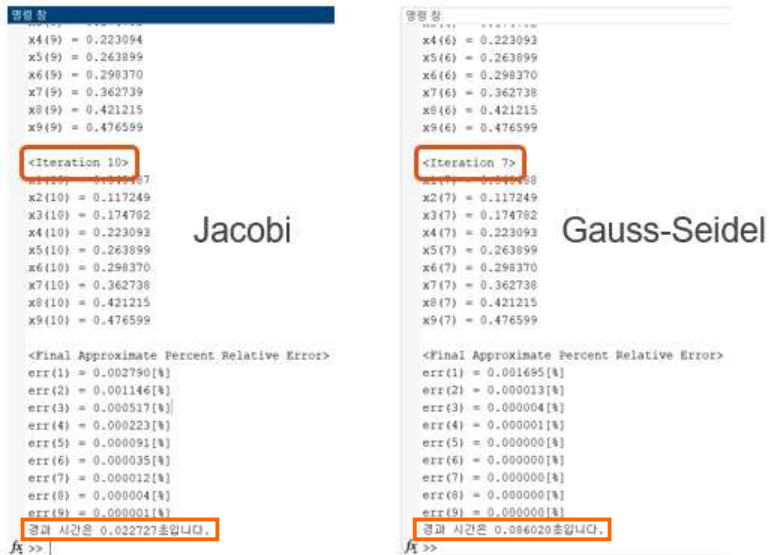 명령 창
x4(9) = 0.223094
x5(9) = 0.263899
x6(9) = 0.298370
x7(9) = 0.362739
x8(9) = 0.421215
x9(9) = 0.476599
<Iteration 10>
x2(10) = 0.117249
x3(10) = 0.174782
x4(10) = 0.223093
x5(10) = 0.263899
x6(10) = 0.298370
x7(10) = 0.362738
x8(10) = 0.421215
x9(10) = 0.476599
Jacobi
<Final Approximate Percent Relative Error>
err(1) = 0.002790[%]
err(2) = 0.001146[%]
err(3) = 0.000517[%]
err(4) = 0.000223[%]
err(5) = 0.000091[%]
err(6) = 0.000035[%]
err(7) = 0.000012[%]
err(8) = 0.000004[%]
err(9) = 0.000001[%]
경과 시간은 0.022727초입니다.
fx >>
명령 창
x4(6) = 0.223093
x5(6) = 0.263899
x6(6) = 0.298370
x7(6) = 0.362738
x8(6) = 0.421215
x9(6) = 0.476599
<Iteration 7>
x2(7) = 0.117249
x3(7) = 0.174782
x4(7) = 0.223093
x5(7) = 0.263899
x6(7) = 0.298370
x7(7) = 0.362738
x8(7) = 0.421215
x9(7) = 0.476599
Gauss-Seidel
<Final Approximate Percent Relative Error>
err(1) = 0.001695[%]
err(2) = 0.000013[%]
err(3) = 0.000004[%]
err(4) = 0.000001[%]
err(5) = 0.000000[%]
err(6) = 0.000000[%]
err(7) = 0.000000[%]
err(8) = 0.000000[%]
err(9) = 0.000000[%]
경과 시간은 0.086020초입니다.
fx >>